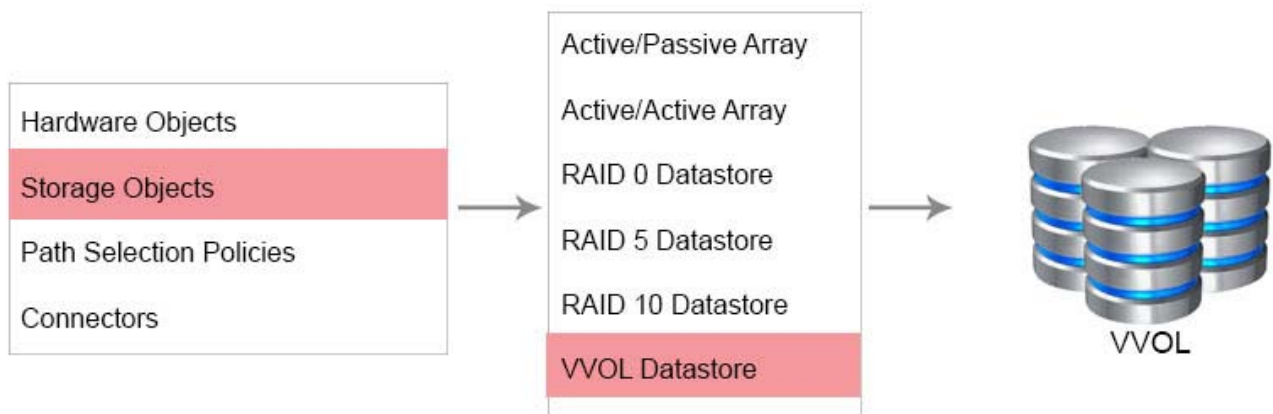 Hardware Objects
Storage Objects
Path Selection Policies
Connectors
Active/Passive Array
Active/Active Array
RAID 0 Datastore
RAID 5 Datastore
RAID 10 Datastore
VVOL Datastore
VVOL